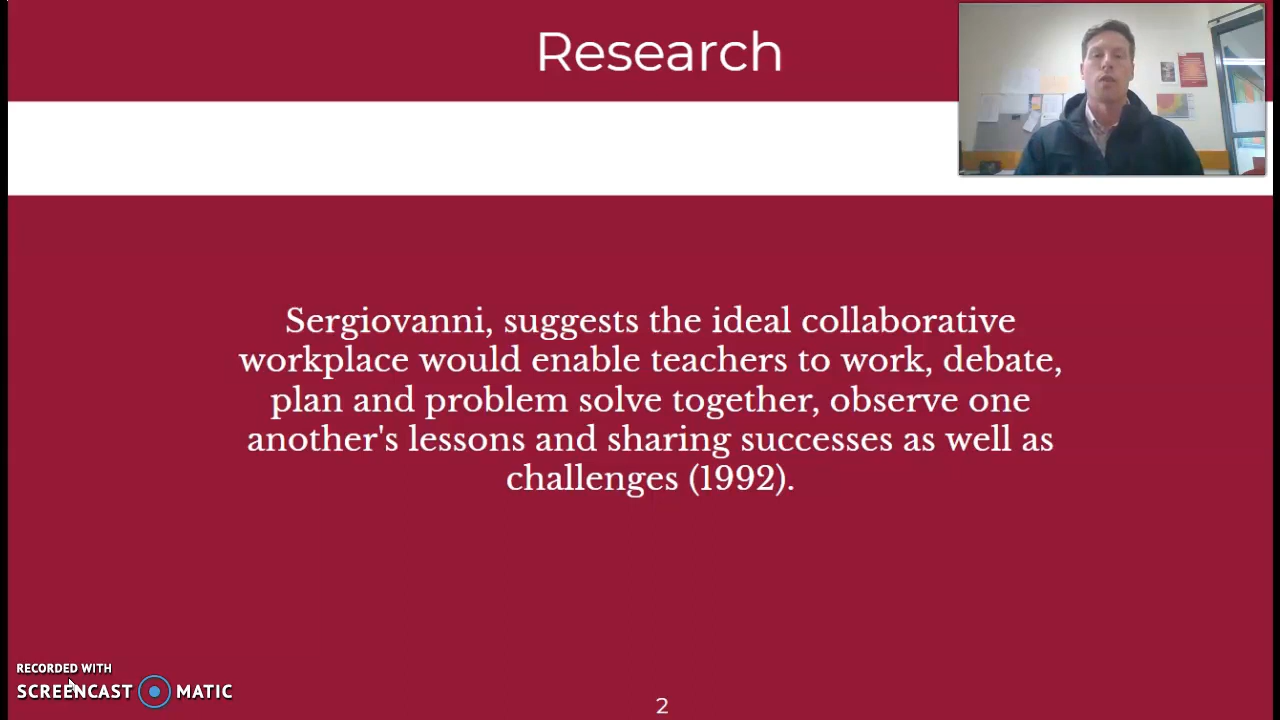 Research
Sergiovanni, suggests the ideal collaborative
workplace would enable teachers to work, debate,
plan and problem solve together, observe one
another's lessons and sharing successes as well as
challenges (1992).
RECORDED WITH
SCREENCAST MATIC
2